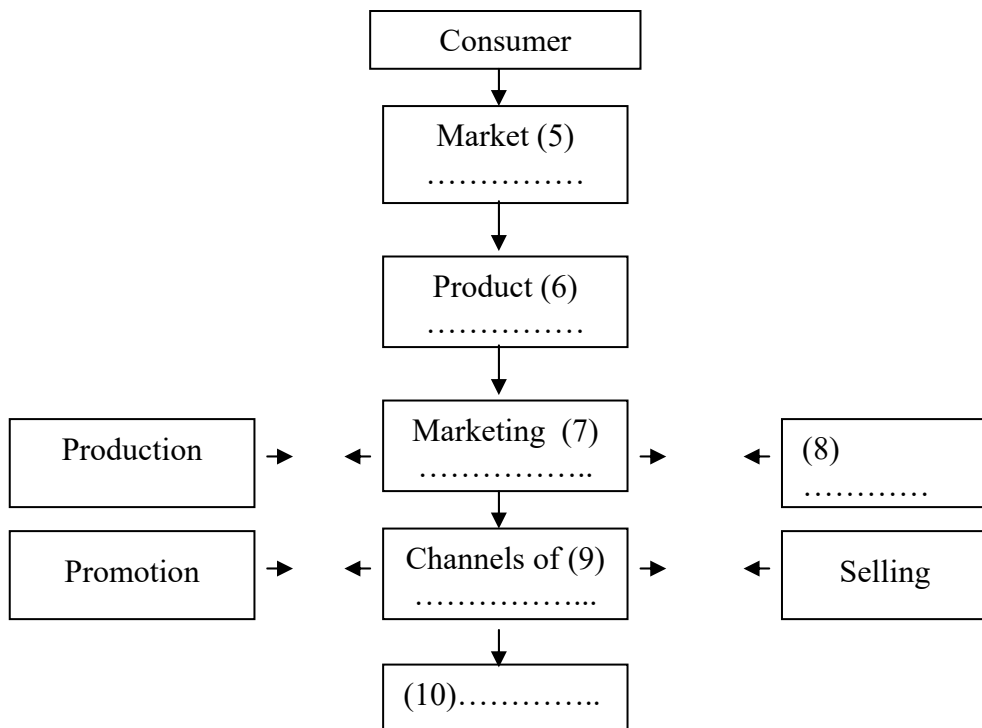 Consumer
Market (5)
……………
Product (6)
……………
Production
Marketing (7)
……………..
(8)
…………
Promotion
Channels of (9)
……………...
Selling
(10)…………..